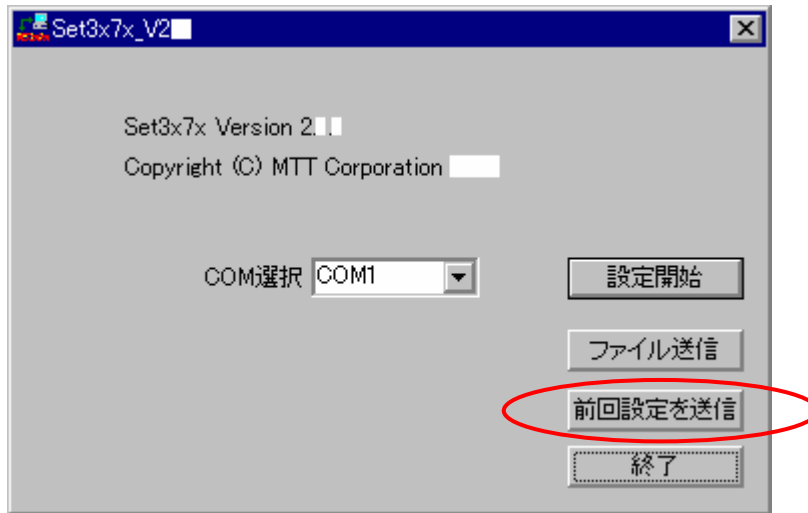 Set3x7x_V2
Set3x7x Version 2. .
Copyright (C) MTT Corporation
COM選択 COM1
設定開始
ファイル送信
前回設定を送信
終了